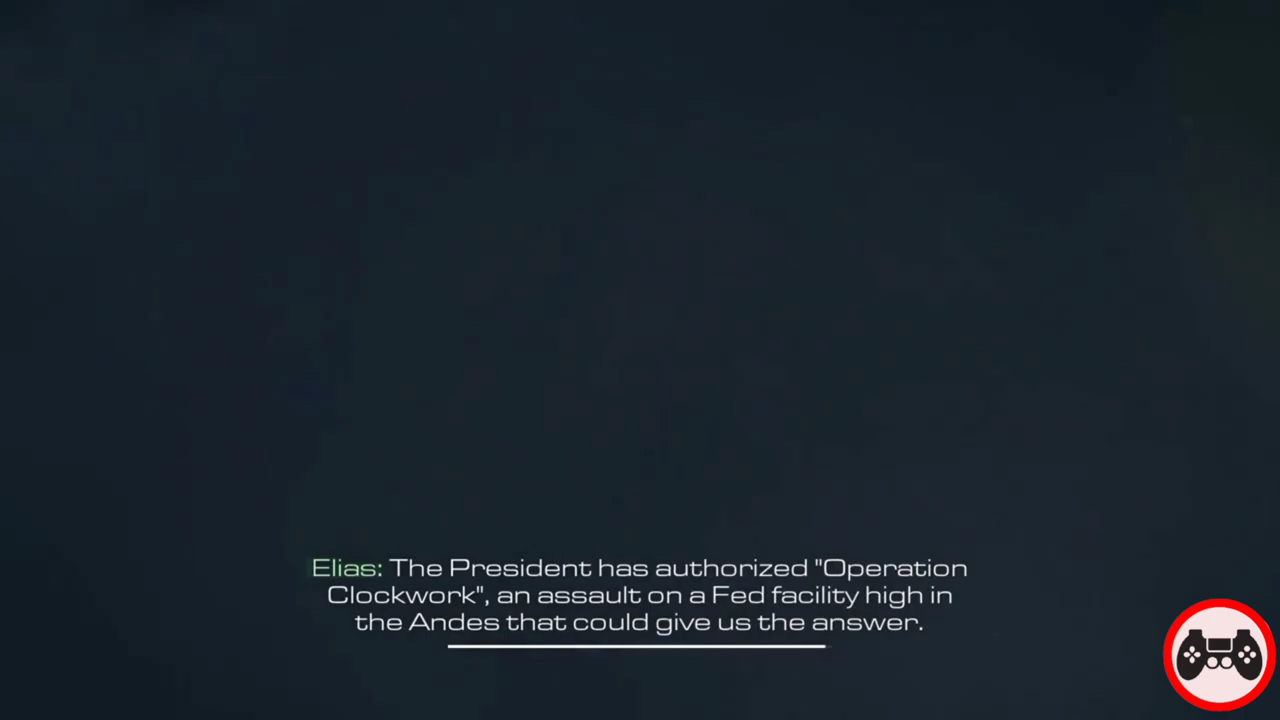 Elias: The President has authorized "Operation
Clockwork", an assault on a Fed facility high in
the Andes that could give us the answer.